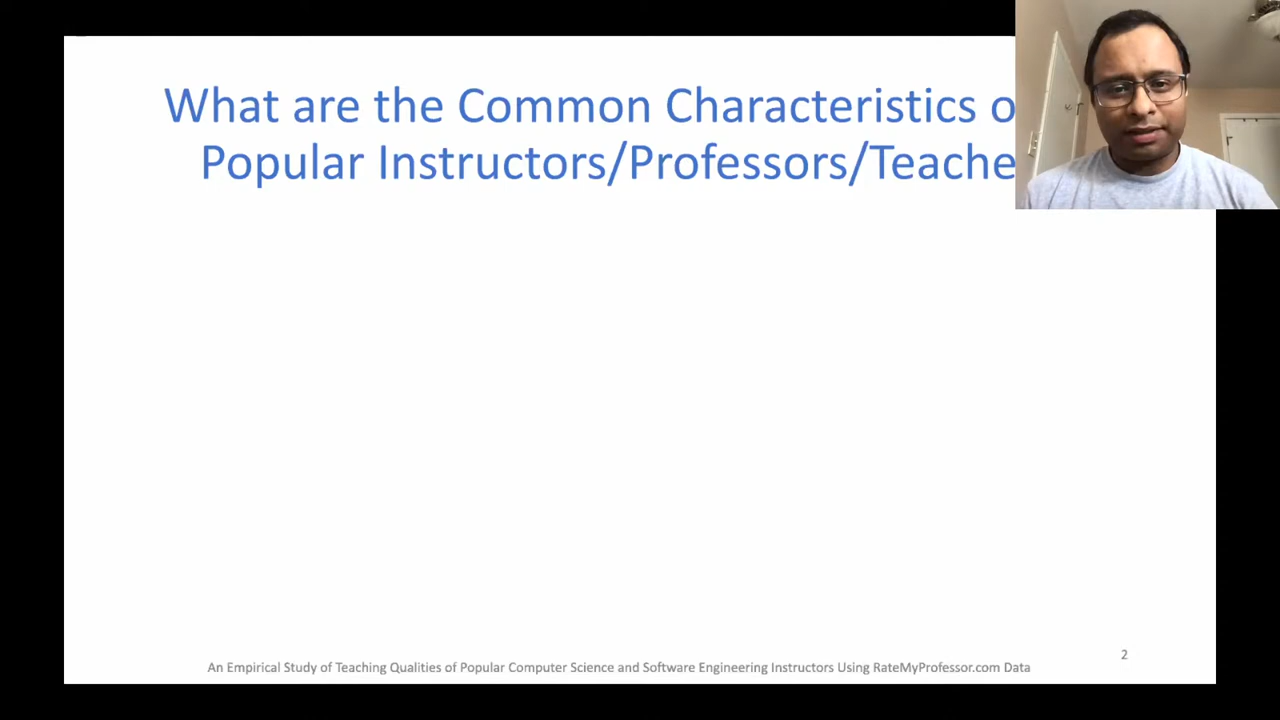 What are the Common Characteristics o
Popular Instructors/Professors/Teache
2
An Empirical Study of Teaching Qualities of Popular Computer Science and Software Engineering Instructors Using RateMyProfessor.com Data